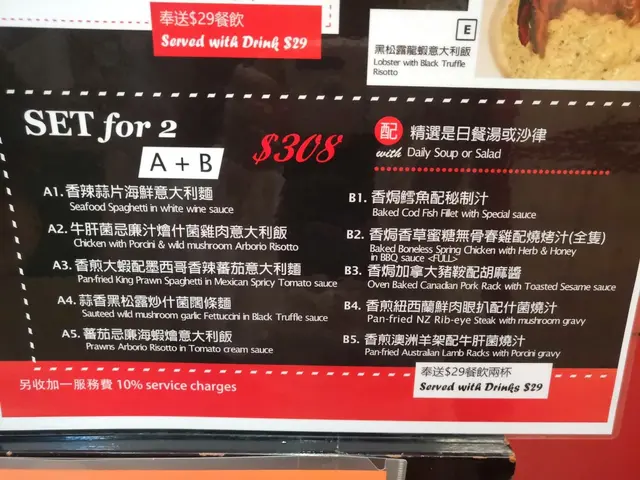 奉送$29餐飲
Served with Drink $29
E
黑松露龍蝦意大利飯
Lobster with Black Truffle
Risotto
SET for 2
A + B
$308
配 精選是日餐湯或沙律
with Daily Soup or Salad
A1. 香辣蒜片海鮮意大利麵
Seafood Spaghetti in white wine sauce
A2. 牛肝菌忌廉汁燴什菌雞肉意大利飯
Chicken with Porcini & wild mushroom Arborio Risotto
A3. 香煎大蝦配墨西哥香辣蕃茄意大利麵
Pan-fried King Prawn Spaghetti in Mexican Spicy Tomato sauce
A4. 蒜香黑松露炒什菌闊條麵
Sauteed wild mushroom garlic Fettuccini in Black Truffle sauce
A5. 蕃茄忌廉海蝦燴意大利飯
Prawns Arborio Risotto in Tomato cream sauce
B1. 香焗鱈魚配秘制汁
Baked Cod Fish Fillet with Special sauce
B2. 香焗香草蜜糖無骨春雞配燒烤汁(全隻)
Baked Boneless Spring Chicken with Herb & Honey
in BBQ sauce <FULL>
B3. 香焗加拿大豬鞍配胡麻醬
Oven Baked Canadian Pork Rack with Toasted Sesame sauce
B4. 香煎紐西蘭鮮肉眼扒配什菌燒汁
Pan-fried NZ Rib-eye Steak with mushroom gravy
B5. 香煎澳洲羊架配牛肝菌燒汁
Pan-fried Australian Lamb Racks with Porcini gravy
奉送$29餐飲兩杯
Served with Drinks $29
另收加一服務費 10% service charges